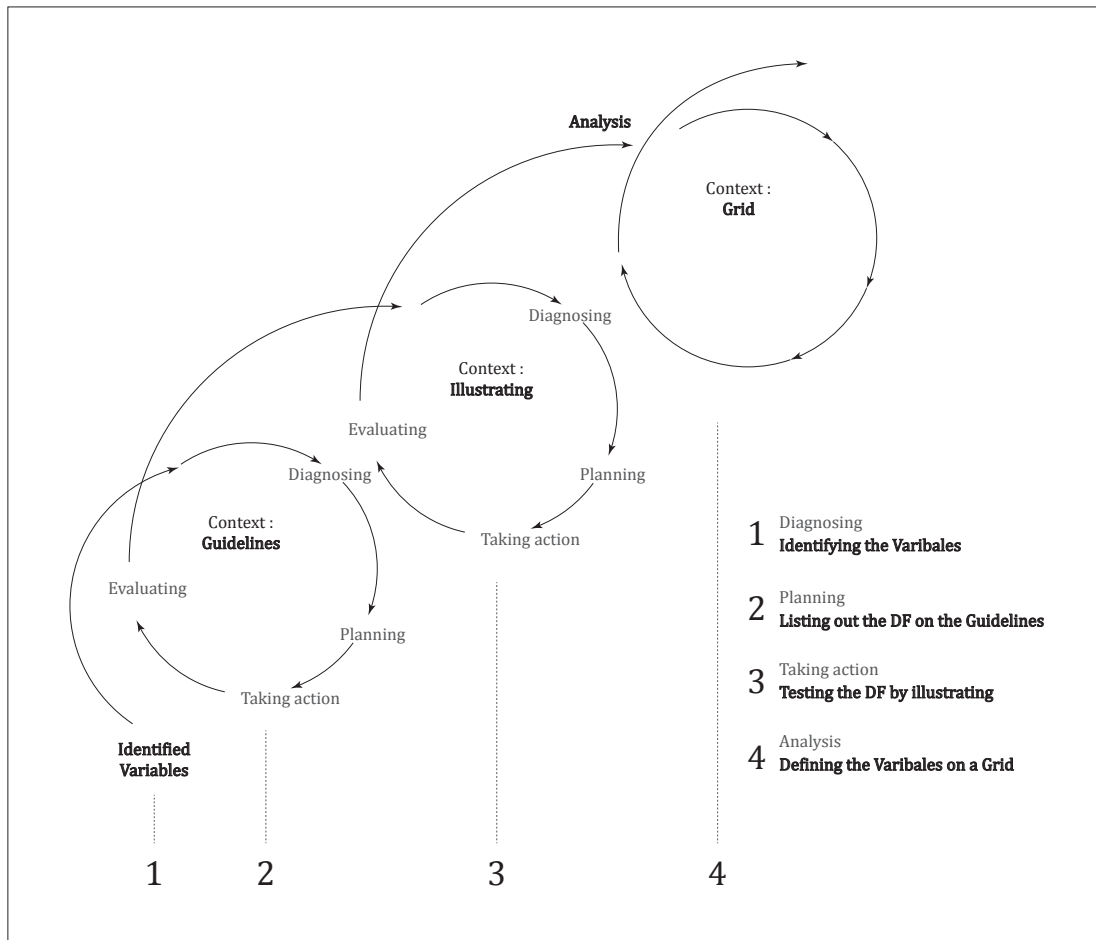 Analysis
Context :
Grid
Diagnosing
Context :
Illustrating
Evaluating
Planning
Taking action
Diagnosing
Context :
Guidelines
Evaluating
Planning
Taking action
Identified
Variables
1
2
3
4
1 Diagnosing
Identifying the Varibales
2 Planning
Listing out the DF on the Guidelines
3 Taking action
Testing the DF by illustrating
4 Analysis
Defining the Varibales on a Grid